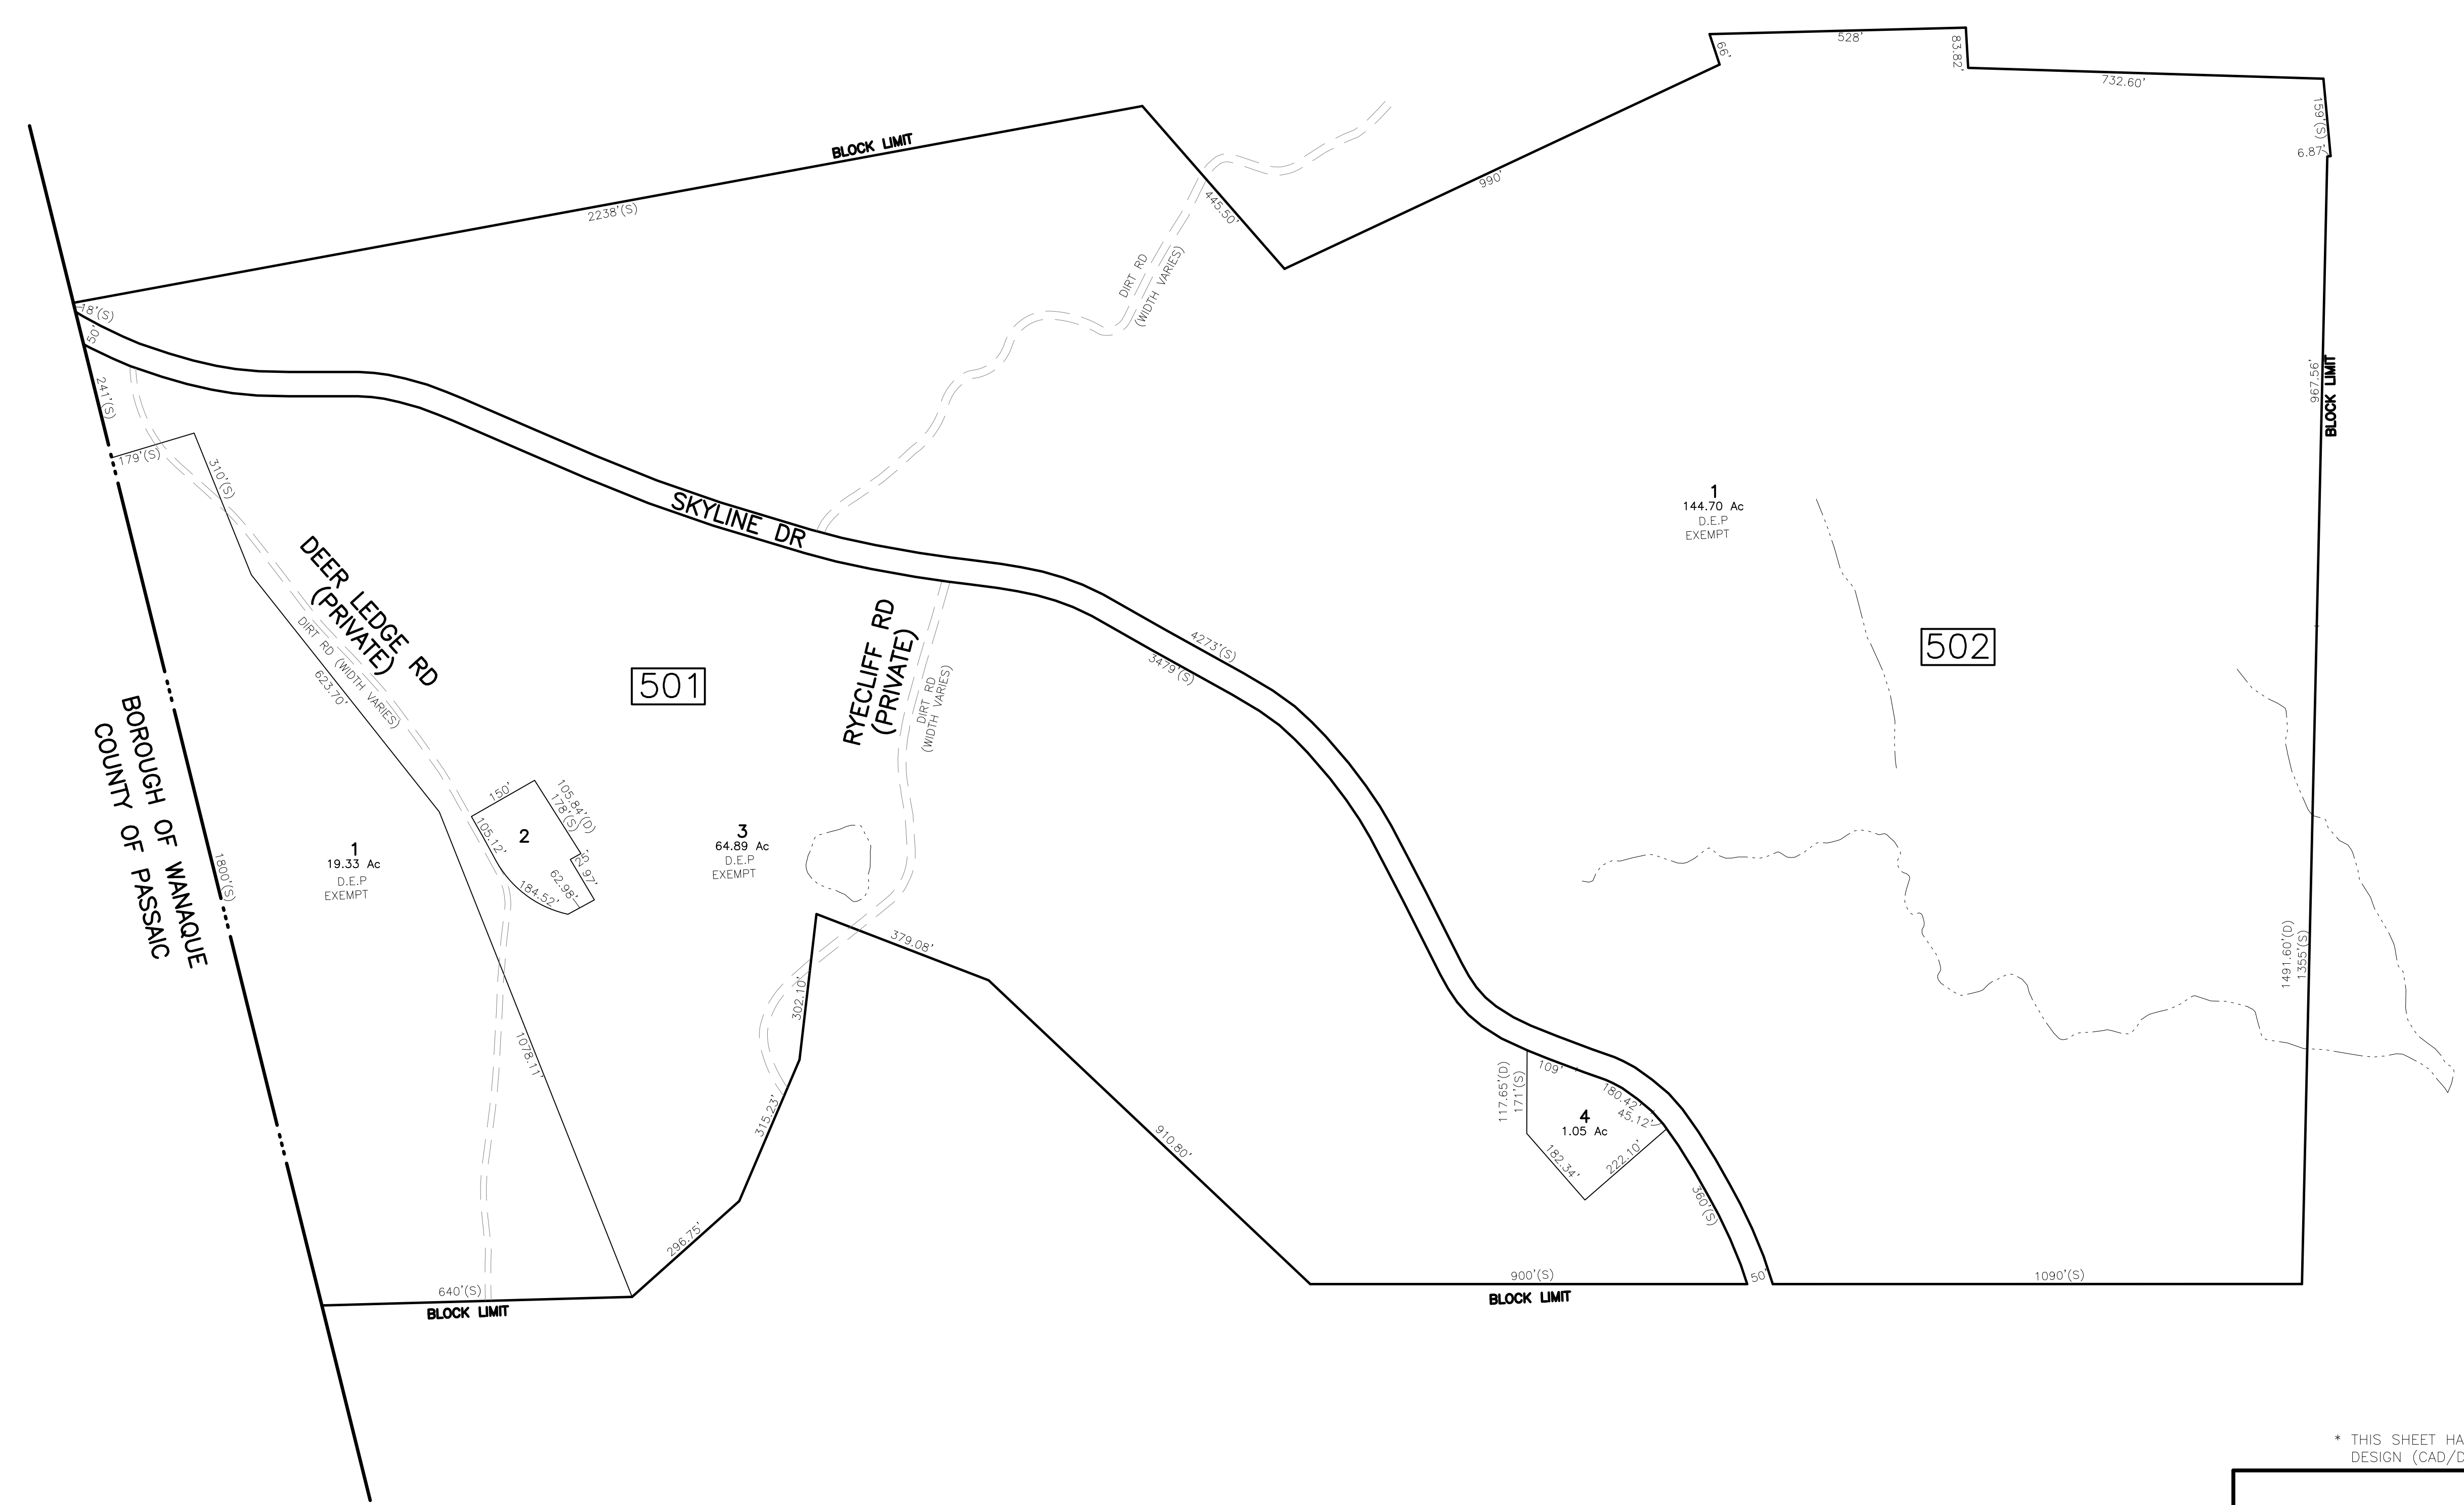 528'
66'
83.82'
732.60'
159'(S)
6.87'
BLOCK LIMIT
2238'(S)
445.50'
990'
DIRT RD
(WIDTH VARIES)
18'(S)
50'
241'(S)
179'(S)
310'(S)
967.56'
BLOCK LIMIT
SKYLINE DR
1
144.70 Ac
D.E.P
EXEMPT
DEER LEDGE RD
(PRIVATE)
DIRT RD (WIDTH VARIES)
623.70'
501
RYECLIFF RD
(PRIVATE)
DIRT RD
(WIDTH VARIES)
4273'(S)
3479'(S)
502
BOROUGH OF WANAQUE
COUNTY OF PASSAIC
1800'(S)
1
19.33 Ac
D.E.P
EXEMPT
150'
105.84'(D)
178'(S)
105.12'
2
25'
97'
62.98'
184.52'
3
64.89 Ac
D.E.P
EXEMPT
379.08'
302.10'
1491.60'(D)
1355'(S)
1078.11'
315.23'
910.80'
117.65'(D)
171'(S)
109'
180.42'
45.12'
4
1.05 Ac
182.34'
222.10'
360'(S)
296.75'
640'(S)
BLOCK LIMIT
900'(S)
BLOCK LIMIT
50'
1090'(S)
* THIS SHEET HA
DESIGN (CAD/D